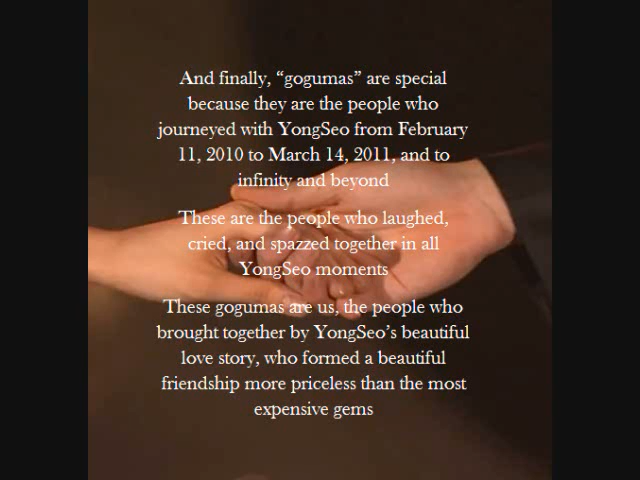 And finally, “gogumas” are special
because they are the people who
journeyed with YongSeo from February
11, 2010 to March 14, 2011, and to
infinity and beyond
These are the people who laughed,
cried, and spazzed together in all
YongSeo moments
These gogumas are us, the people who
brought together by YongSeo’s beautiful
love story, who formed a beautiful
friendship more priceless than the most
expensive gems